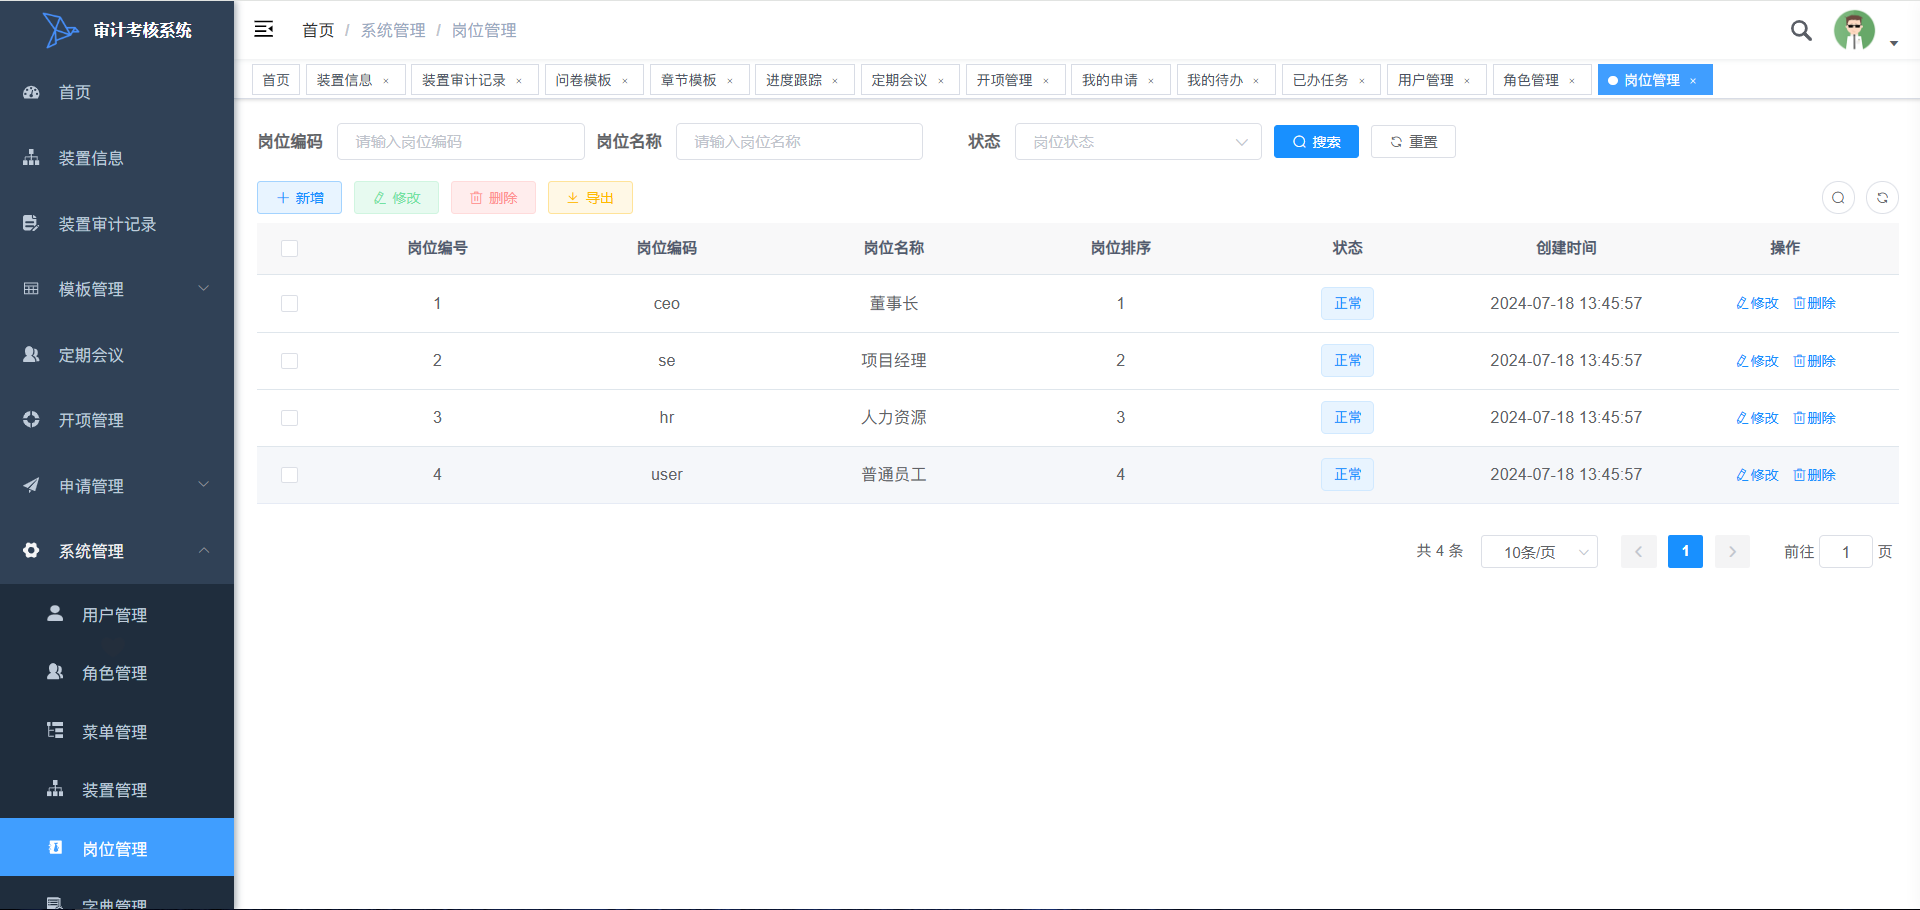 审计考核系统
首页
装置信息
装置审计记录
模板管理
定期会议
开项管理
申请管理
系统管理
用户管理
角色管理
菜单管理
装置管理
岗位管理
字典管理
首页 / 系统管理 / 岗位管理
首页 装置信息 × 装置审计记录 × 问卷模板 × 章节模板 × 进度跟踪 × 定期会议 × 开项管理 × 我的申请 × 我的待办 × 已办任务 × 用户管理 × 角色管理 × 岗位管理 ×
岗位编码 请输入岗位编码 岗位名称 请输入岗位名称 状态 岗位状态 搜索 重置
新增 修改 删除 导出
岗位编号 岗位编码 岗位名称 岗位排序 状态 创建时间 操作
1 ceo 董事长 1 正常 2024-07-18 13:45:57 修改 删除
2 se 项目经理 2 正常 2024-07-18 13:45:57 修改 删除
3 hr 人力资源 3 正常 2024-07-18 13:45:57 修改 删除
4 user 普通员工 4 正常 2024-07-18 13:45:57 修改 删除
共 4 条 10条/页 1 前往 1 页